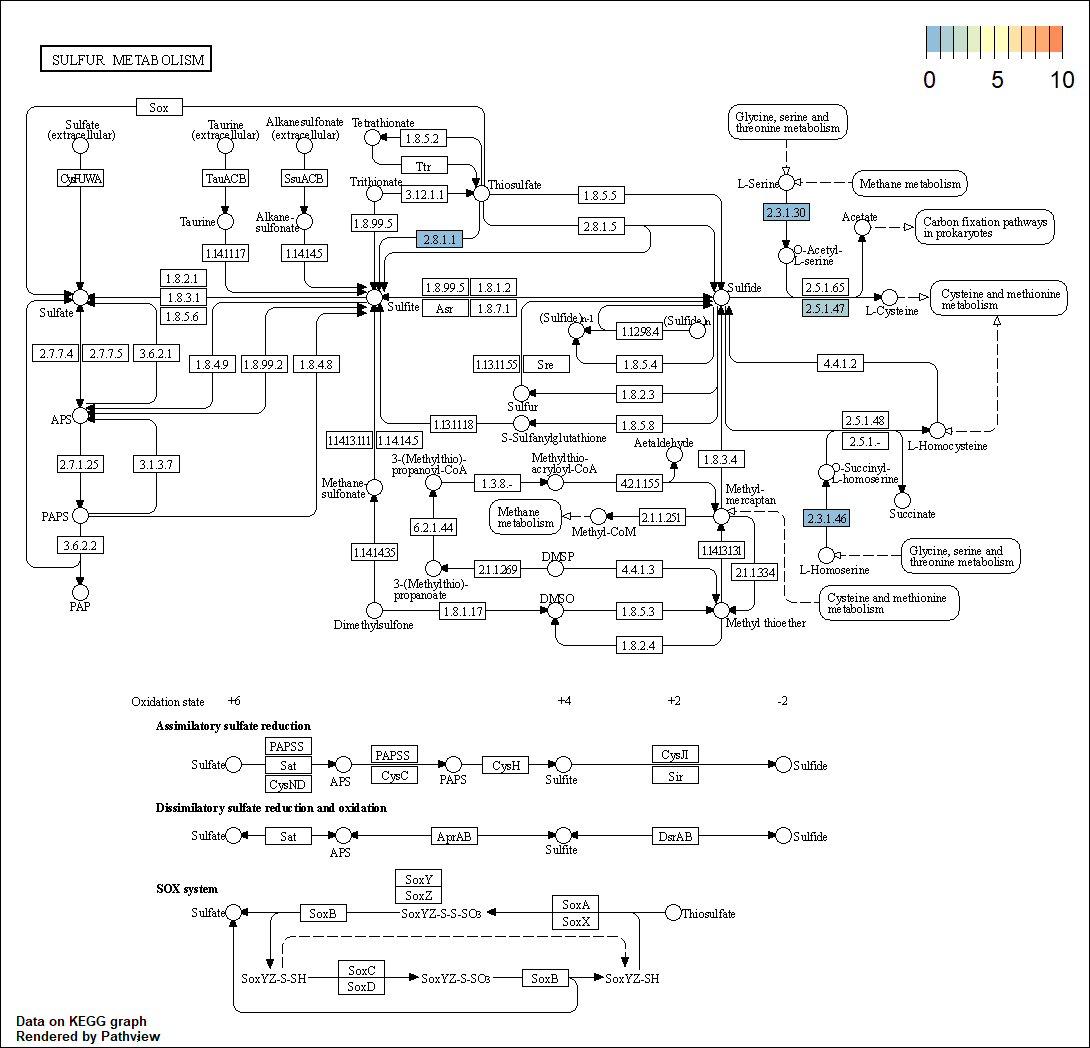 SULFUR METABOLISM
0 5 10
Sox
Sulfate
(extracellular)
Taurine
(extracellular)
Alkanesulfonate
(extracellular)
Tetrathionate
1.8.5.2
Ttr
Glycine, serine and
threonine metabolism
CysUWA
TauACB
SsuACB
Trithionate
3.12.1.1
Thiosulfate
1.8.5.5
L-Serine
Methane metabolism
Taurine
Alkane-
sulfonate
1.8.99.5
2.8.1.1
2.8.1.5
2.3.1.30
Acetate
Carbon fixation pathways
in prokaryotes
1.14.11.17
1.14.14.5
O-Acetyl-
L-serine
1.8.2.1
1.8.3.1
1.8.5.6
Sulfate
Sulfite
1.8.99.5
1.8.1.2
Asr
1.8.7.1
Sulfide
2.5.1.65
2.5.1.47
L-Cysteine
Cysteine and methionine
metabolism
(Sulfide)n-1
1.12.98.4
(Sulfide)n
2.7.7.4
2.7.7.5
3.6.2.1
1.8.4.9
1.8.99.2
1.8.4.8
1.13.11.55
Sre
1.8.5.4
4.4.1.2
Sulfur
1.8.2.3
APS
1.13.11.18
S-Sulfanylglutathione
1.8.5.8
2.5.1.48
2.5.1.-
L-Homocysteine
1.14.13.111
1.14.14.5
Aetaldehyde
2.7.1.25
3.1.3.7
3-(Methylthio)-
propanoyl-CoA
Methylthio-
acryloyl-CoA
1.8.3.4
O-Succinyl-
L-homoserine
Methane-
sulfonate
1.3.8.-
4.2.1.155
Methyl-
mercaptan
Succinate
PAPS
Methane
metabolism
Methyl-CoM
2.1.1.251
2.3.1.46
6.2.1.44
3.6.2.2
1.14.14.35
1.14.13.131
L-Homoserine
Glycine, serine and
threonine metabolism
DMSP
2.1.1.269
4.4.1.3
2.1.1.334
3-(Methylthio)-
propanoate
PAP
DMSO
Cysteine and methionine
metabolism
Dimethylsulfone
1.8.1.17
1.8.5.3
Methyl thioether
1.8.2.4
Oxidation state +6 +4 +2 -2
Assimilatory sulfate reduction
PAPSS
Sat
CysND
PAPSS
CysC
CysJI
Sir
Sulfate
APS
PAPS
CysH
Sulfite
Sulfide
Dissimilatory sulfate reduction and oxidation
Sulfate
Sat
APS
AprAB
Sulfite
DsrAB
Sulfide
SOX system
SoxY
SoxZ
Sulfate
SoxB
SoxYZ-S-S-SO3
SoxA
SoxX
Thiosulfate
SoxYZ-S-SH
SoxC
SoxD
SoxYZ-S-SO3
SoxB
SoxYZ-SH
Data on KEGG graph
Rendered by Pathview